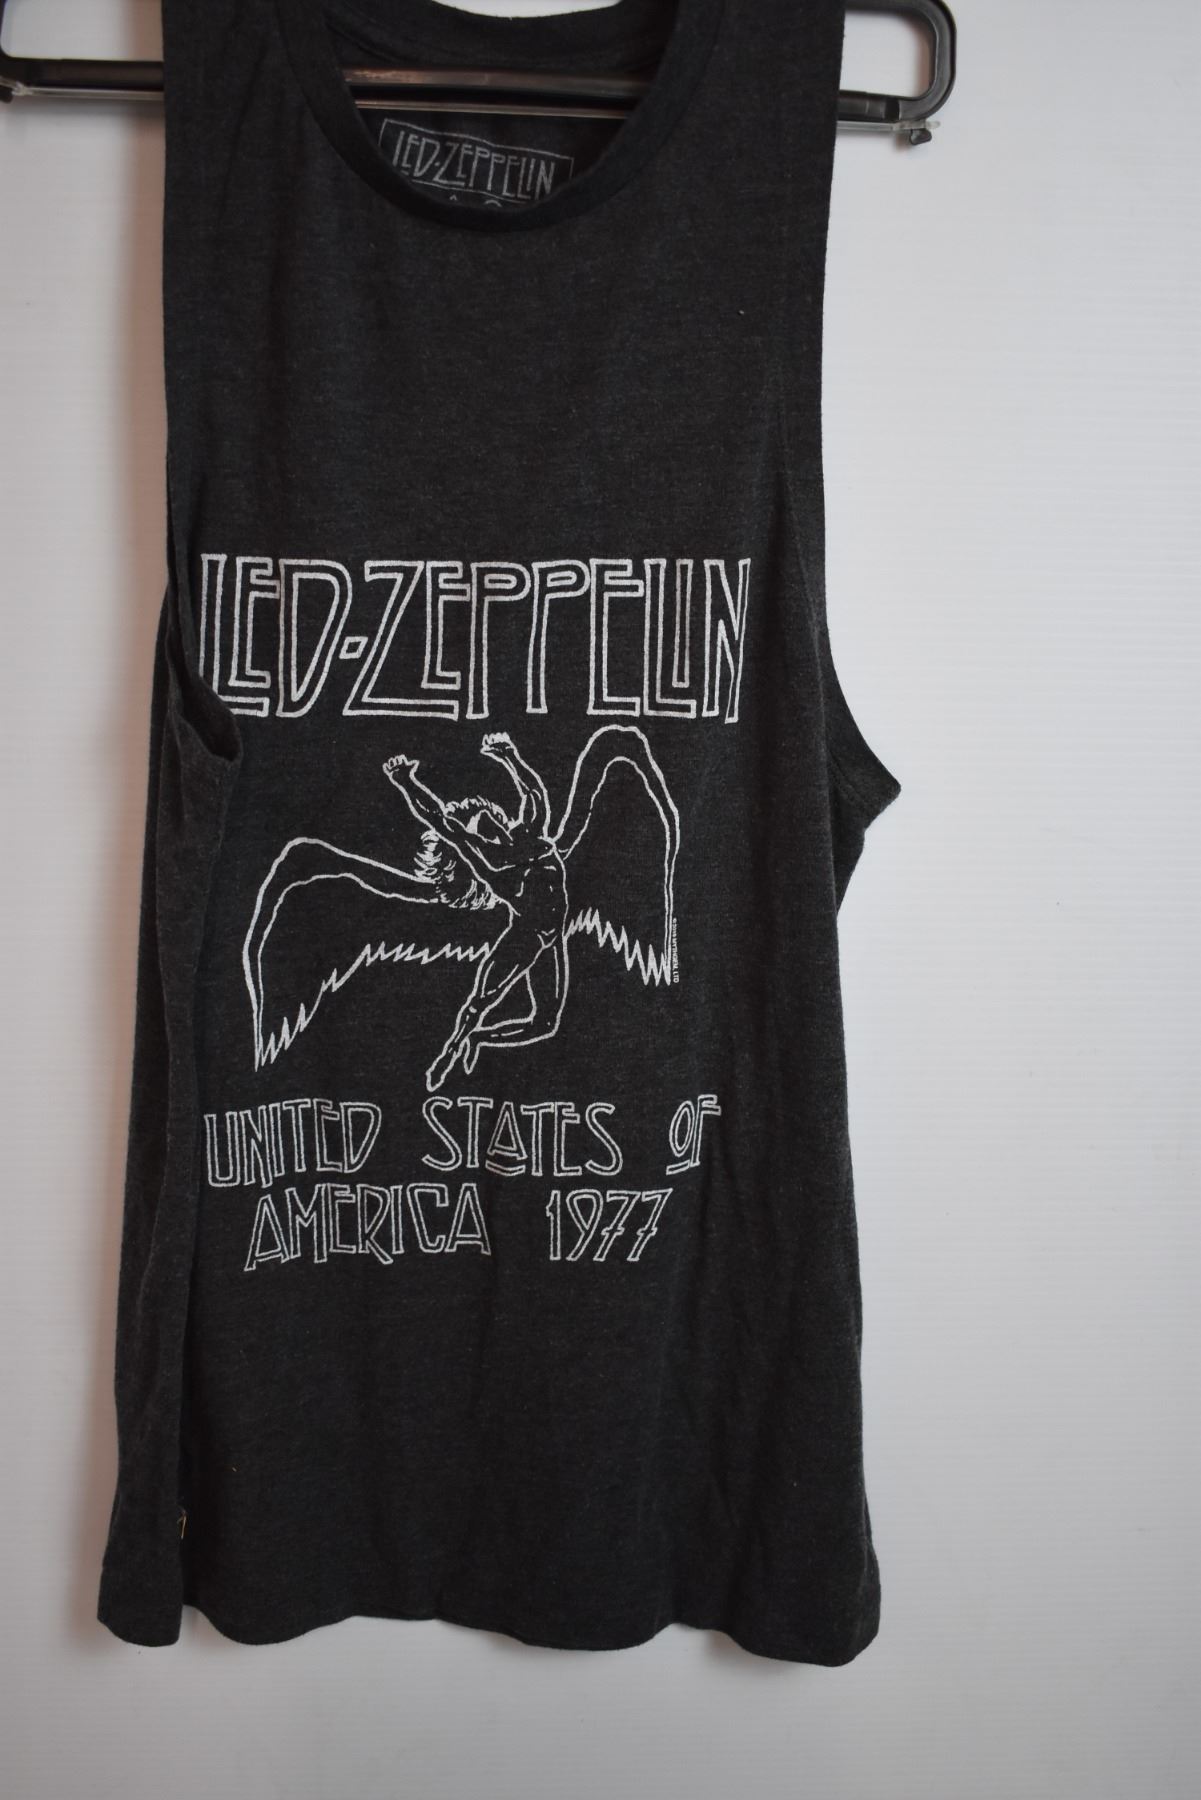 LED-ZEPPELIN
LED-ZEPPELIN
UNITED STATES OF
AMERICA 1977